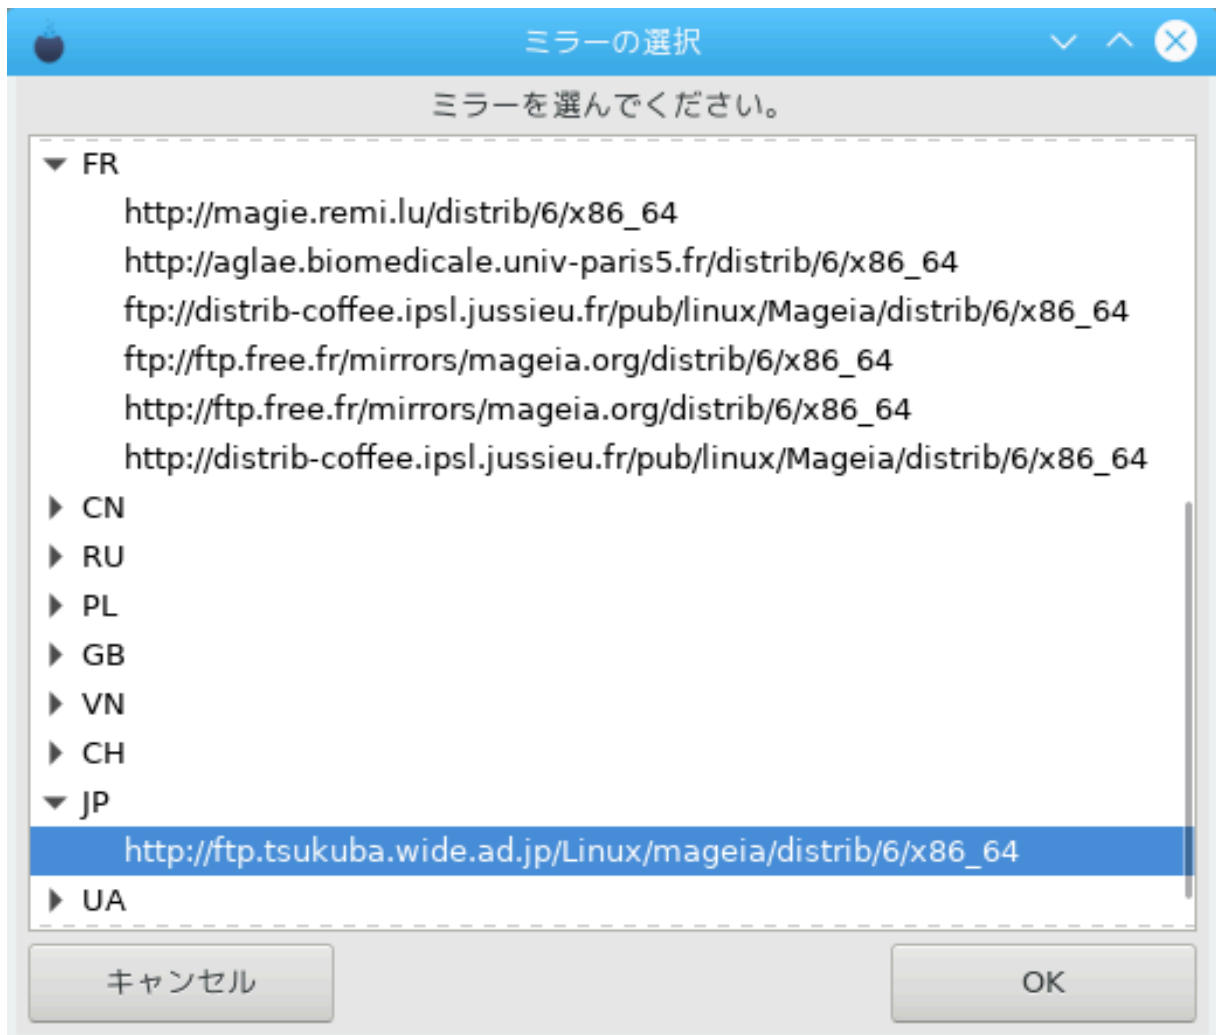 ミラーの選択
ミラーを選んでください。
FR
http://magie.remi.lu/distrib/6/x86_64
http://aglae.biomedicale.univ-paris5.fr/distrib/6/x86_64
ftp://distrib-coffee.ipsl.jussieu.fr/pub/linux/Mageia/distrib/6/x86_64
ftp://ftp.free.fr/mirrors/mageia.org/distrib/6/x86_64
http://ftp.free.fr/mirrors/mageia.org/distrib/6/x86_64
http://distrib-coffee.ipsl.jussieu.fr/pub/linux/Mageia/distrib/6/x86_64
CN
RU
PL
GB
VN
CH
JP
http://ftp.tsukuba.wide.ad.jp/Linux/mageia/distrib/6/x86_64
UA
キャンセル OK